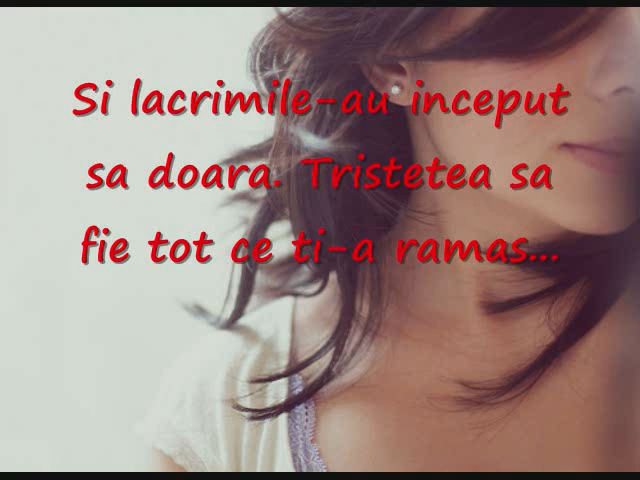 Si lacrimile-au inceput
sa doara. Tristetea sa
fie tot ce ti-a ramas...